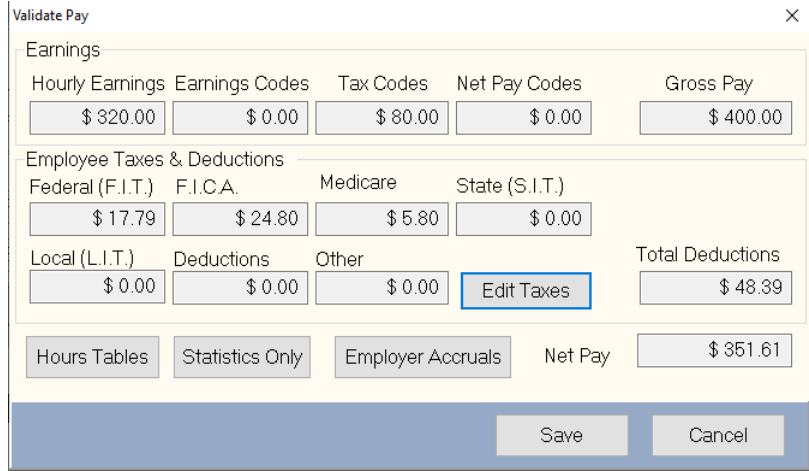 Validate Pay
Earnings
Hourly Earnings Earnings Codes Tax Codes Net Pay Codes Gross Pay
$ 320.00 $ 0.00 $ 80.00 $ 0.00 $ 400.00
Employee Taxes & Deductions
Federal (F.I.T.) F.I.C.A. Medicare State (S.I.T.)
$ 17.79 $ 24.80 $ 5.80 $ 0.00
Local (L.I.T.) Deductions Other Total Deductions
$ 0.00 $ 0.00 $ 0.00 Edit Taxes $ 48.39
Hours Tables Statistics Only Employer Accruals Net Pay $ 351.61
Save Cancel